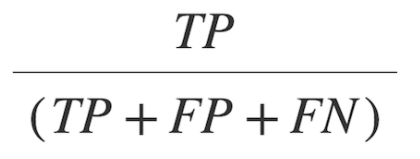 TP
(TP + FP + FN)